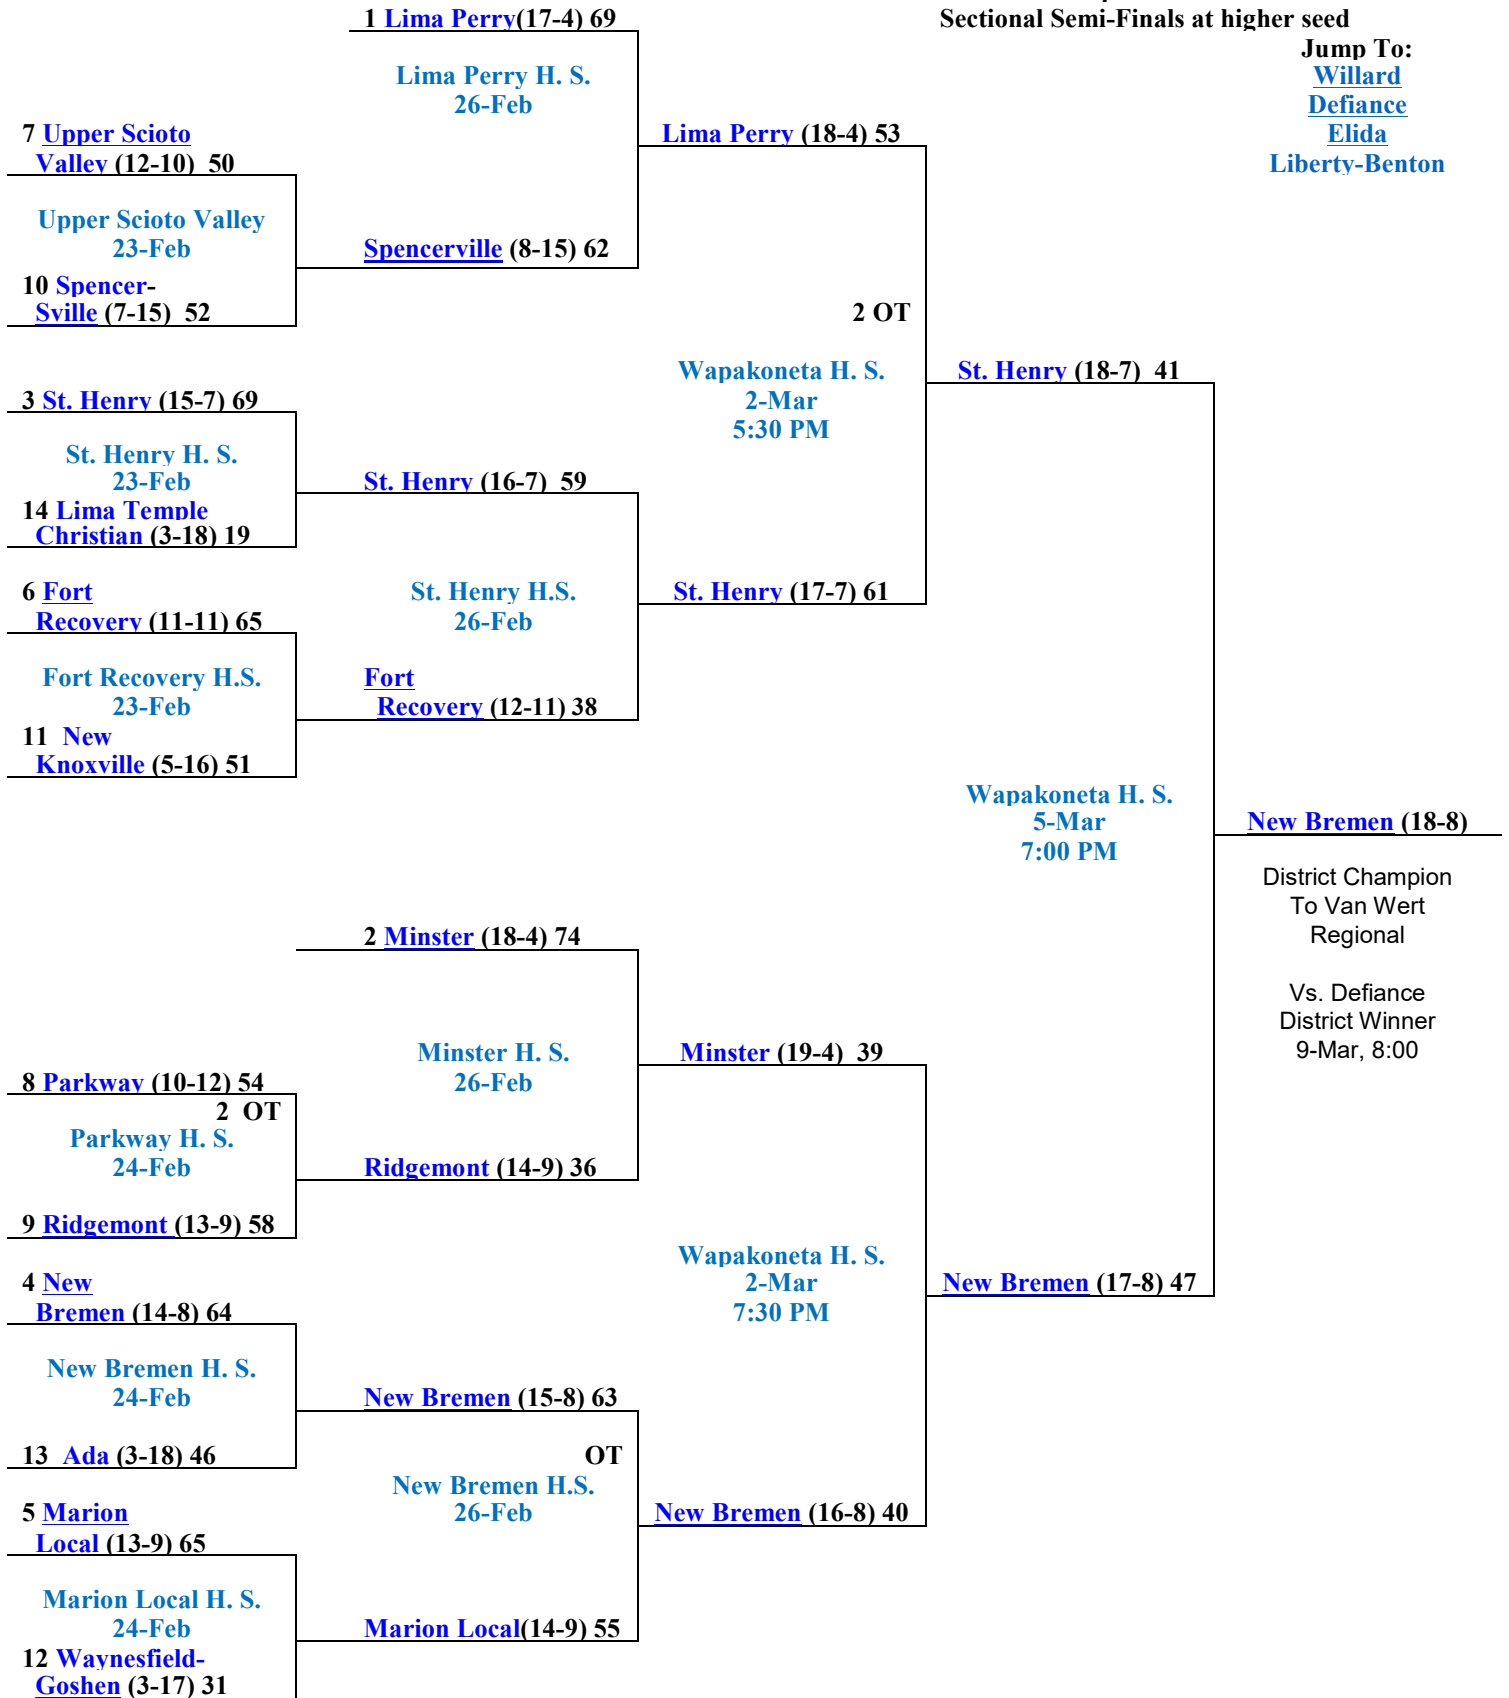 1 Lima Perry(17-4) 69
Sectional Semi-Finals at higher seed
Jump To:
Willard
Defiance
Elida
Liberty-Benton
Lima Perry H. S.
26-Feb
7 Upper Scioto
Valley (12-10) 50
Lima Perry (18-4) 53
Upper Scioto Valley
23-Feb
Spencerville (8-15) 62
10 Spencer-
Sville (7-15) 52
2 OT
Wapakoneta H. S.
2-Mar
5:30 PM
St. Henry (18-7) 41
3 St. Henry (15-7) 69
St. Henry H. S.
23-Feb
St. Henry (16-7) 59
14 Lima Temple
Christian (3-18) 19
6 Fort
Recovery (11-11) 65
St. Henry H.S.
26-Feb
St. Henry (17-7) 61
Fort Recovery H.S.
23-Feb
Fort
Recovery (12-11) 38
11 New
Knoxville (5-16) 51
Wapakoneta H. S.
5-Mar
7:00 PM
New Bremen (18-8)
District Champion
To Van Wert
Regional
Vs. Defiance
District Winner
9-Mar, 8:00
2 Minster (18-4) 74
Minster H. S.
26-Feb
Minster (19-4) 39
8 Parkway (10-12) 54
2 OT
Parkway H. S.
24-Feb
Ridgemont (14-9) 36
9 Ridgemont (13-9) 58
Wapakoneta H. S.
2-Mar
7:30 PM
New Bremen (17-8) 47
4 New
Bremen (14-8) 64
New Bremen H. S.
24-Feb
New Bremen (15-8) 63
13 Ada (3-18) 46
OT
New Bremen H.S.
26-Feb
New Bremen (16-8) 40
5 Marion
Local (13-9) 65
Marion Local H. S.
24-Feb
Marion Local(14-9) 55
12 Waynesfield-
Goshen (3-17) 31